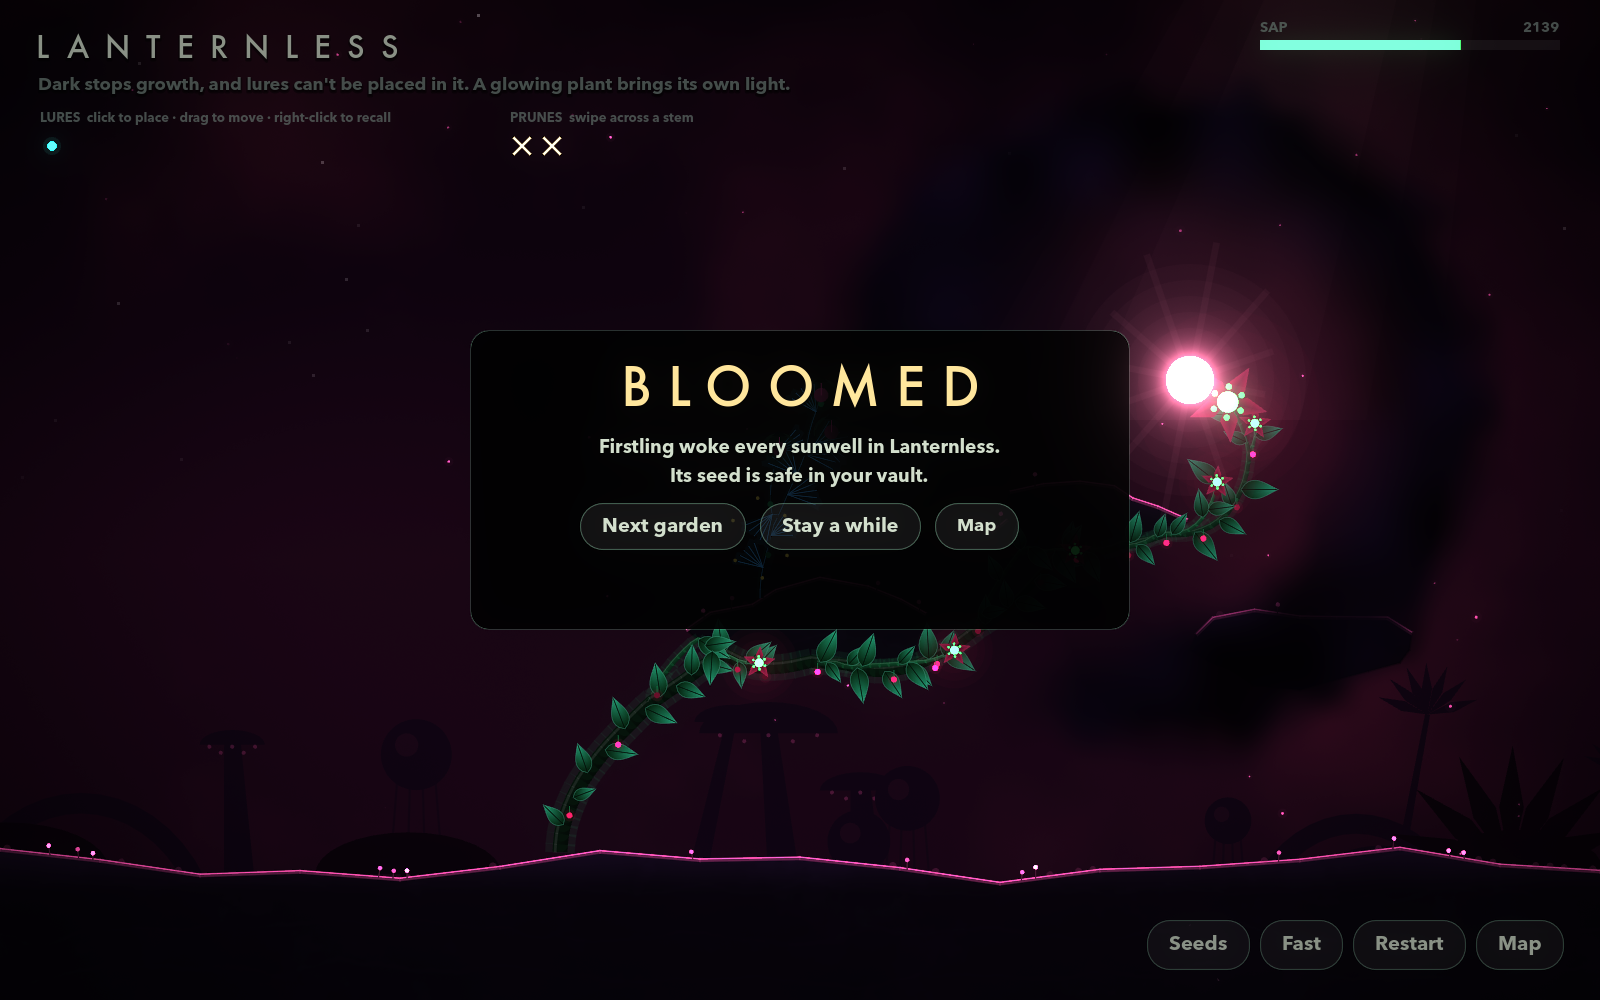 LANTERNLESS
Dark stops growth, and lures can't be placed in it. A glowing plant brings its own light.
LURES click to place · drag to move · right-click to recall
PRUNES swipe across a stem
SAP 2139
BLOOMED
Firstling woke every sunwell in Lanternless.
Its seed is safe in your vault.
Next garden Stay a while Map
Seeds Fast Restart Map